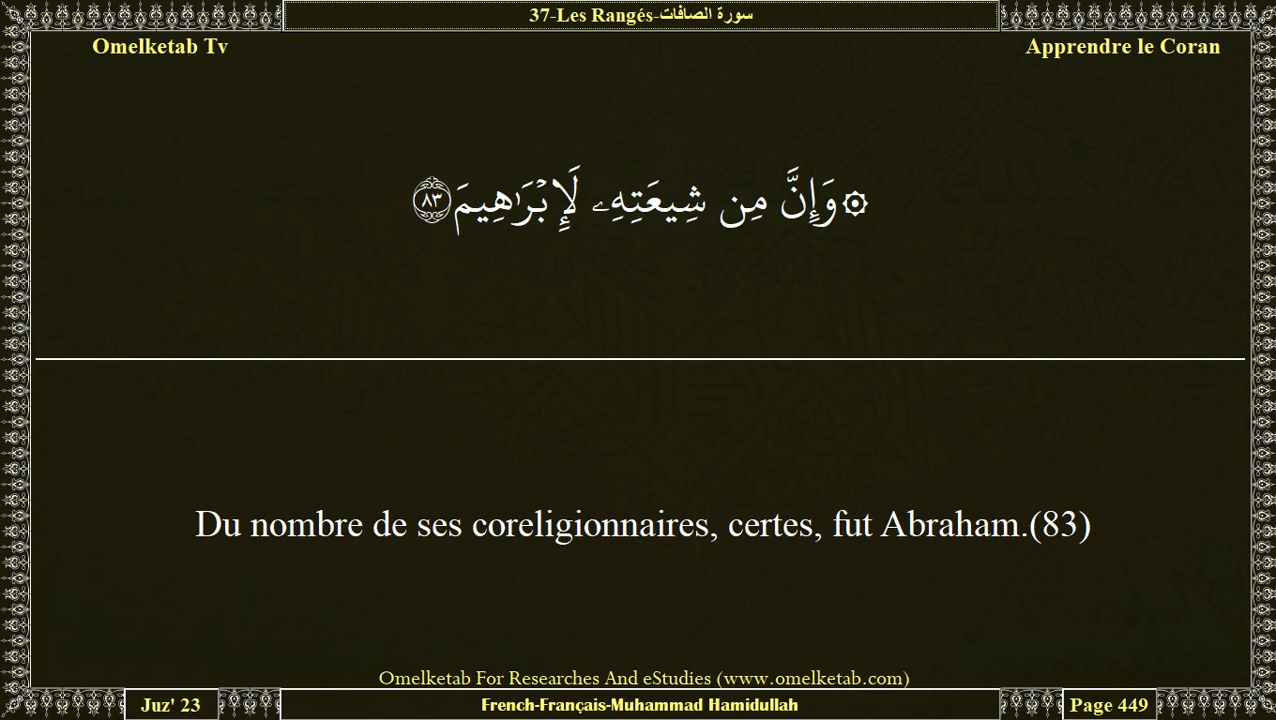 37-Les Rangés-سورة الصافات
Omelketab Tv
Apprendre le Coran
۞ وَإِنَّ مِن شِيعَتِهِۦ لَإِبْرَٰهِيمَ ٨٣
Du nombre de ses coreligionnaires, certes, fut Abraham.(83)
Omelketab For Researches And eStudies (www.omelketab.com)
Juz' 23
French-Français-Muhammad Hamidullah
Page 449